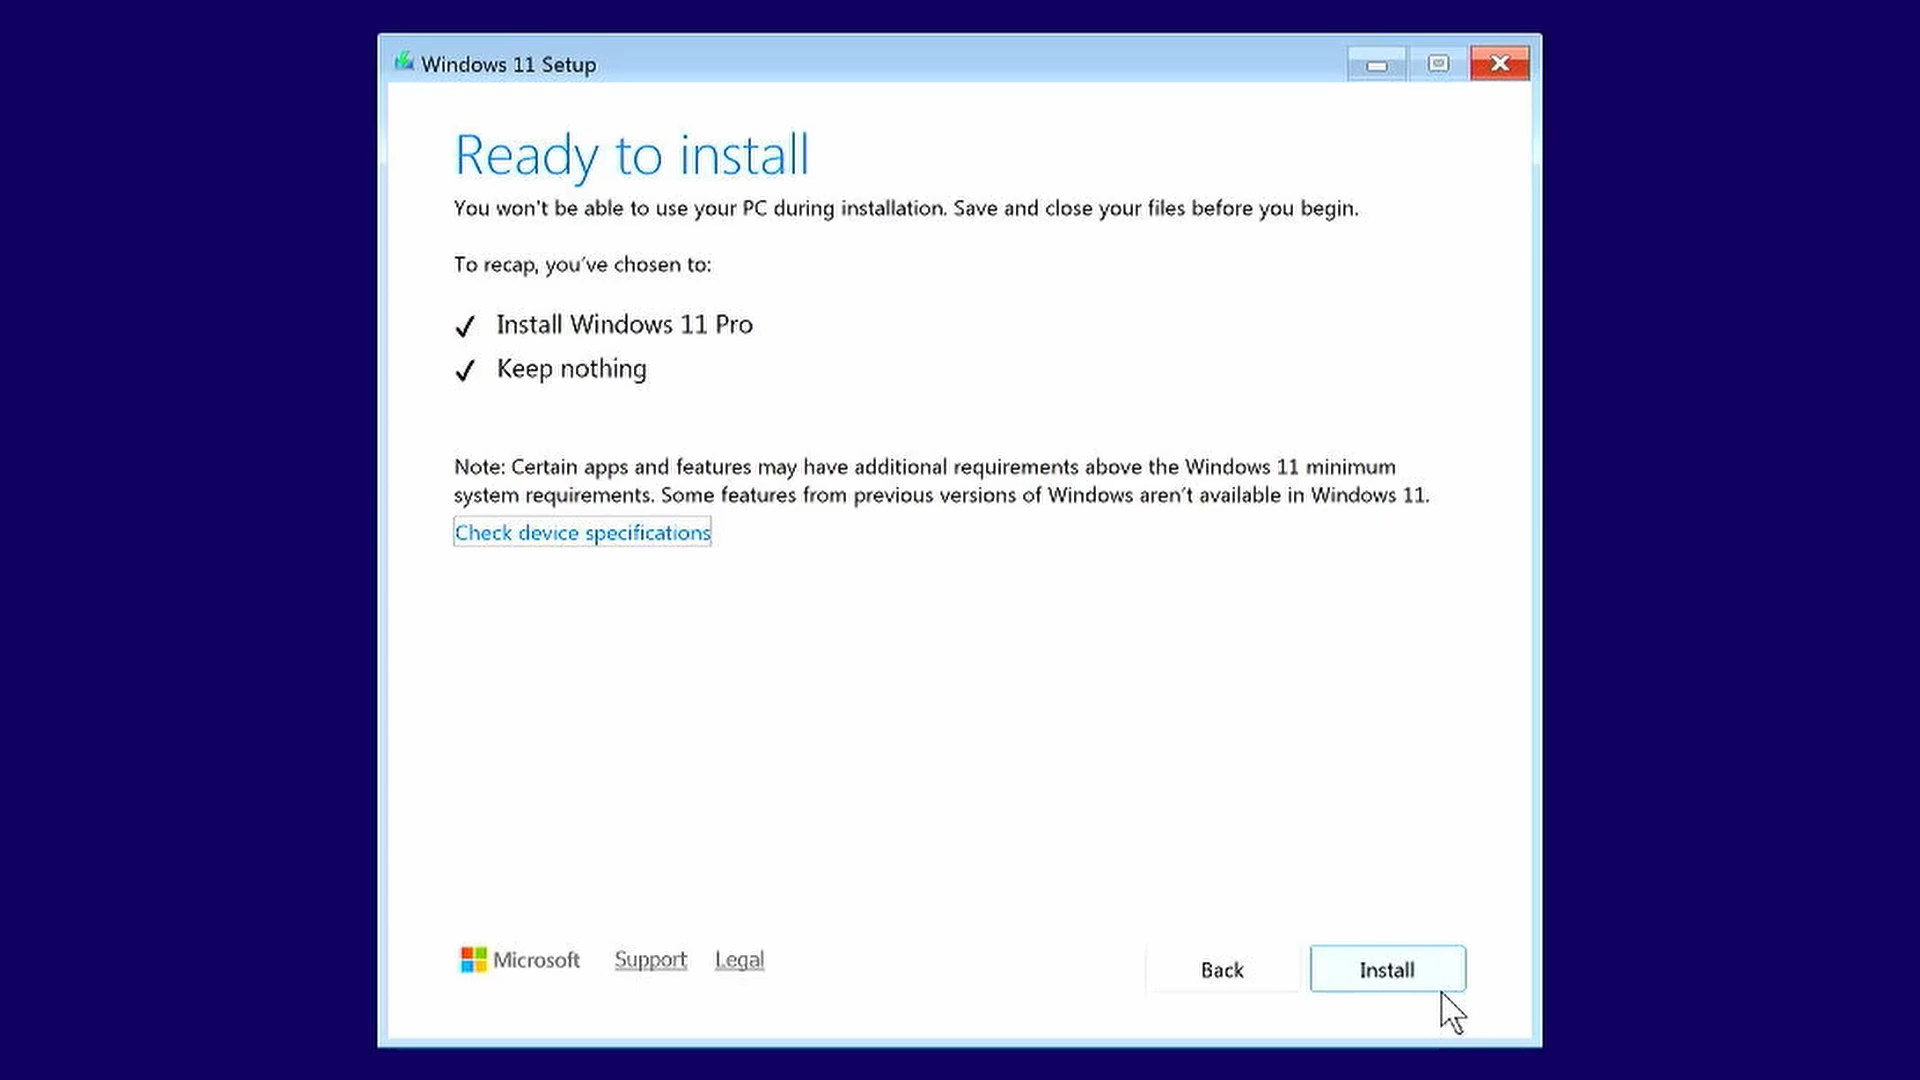 Windows 11 Setup
Ready to install
You won't be able to use your PC during installation. Save and close your files before you begin.
To recap, you've chosen to:
Install Windows 11 Pro
Keep nothing
Note: Certain apps and features may have additional requirements above the Windows 11 minimum
system requirements. Some features from previous versions of Windows aren't available in Windows 11.
Check device specifications
Microsoft Support Legal
Back Install